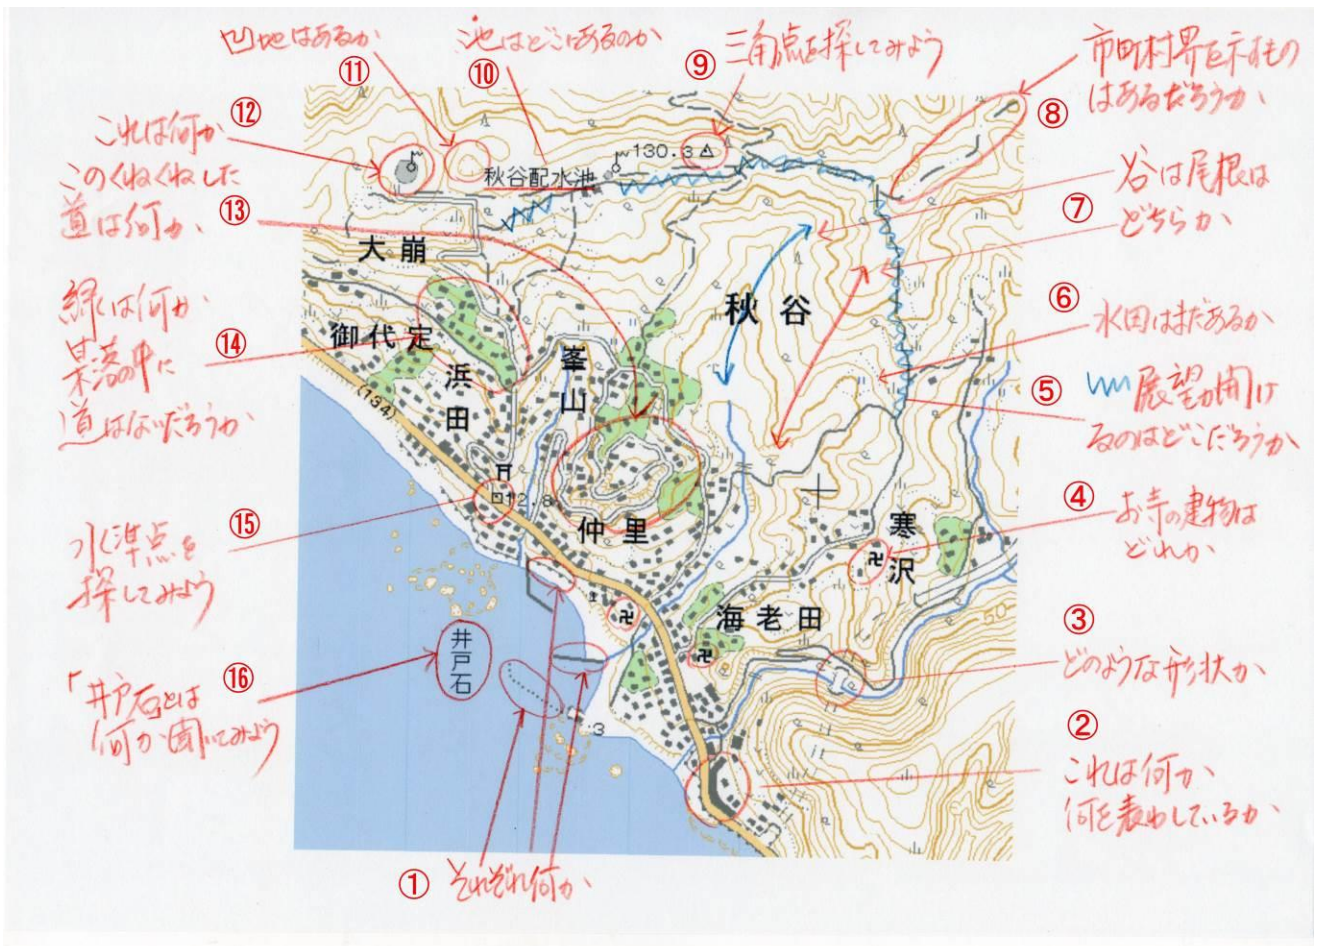 凹地はあるか
⑪
池はどこにあるのか
⑩
三角点を探してみよう
⑨
市町村界を示すもの
はあるだろうか
⑧
⑫
これは何か
このくねくねした
道は何か
⑬
谷は尾根は
どちらか
⑦
緑は何か
集落の中に
道はないだろうか
⑭
⑥
水田はまだあるか
⑤
展望が開け
るのはどこだろうか
④
お寺の建物は
どれか
水準点を
探してみよう
⑮
③
どのような形状か
「井戸石」とは
何か聞いてみよう
⑯
②
これは何か
何を表わしているか
①
それぞれ何か
130.3
秋谷配水池
大崩
秋谷
御代定
浜田
峯山
(134)
12.8
仲里
寒沢
海老田
井戸石
50